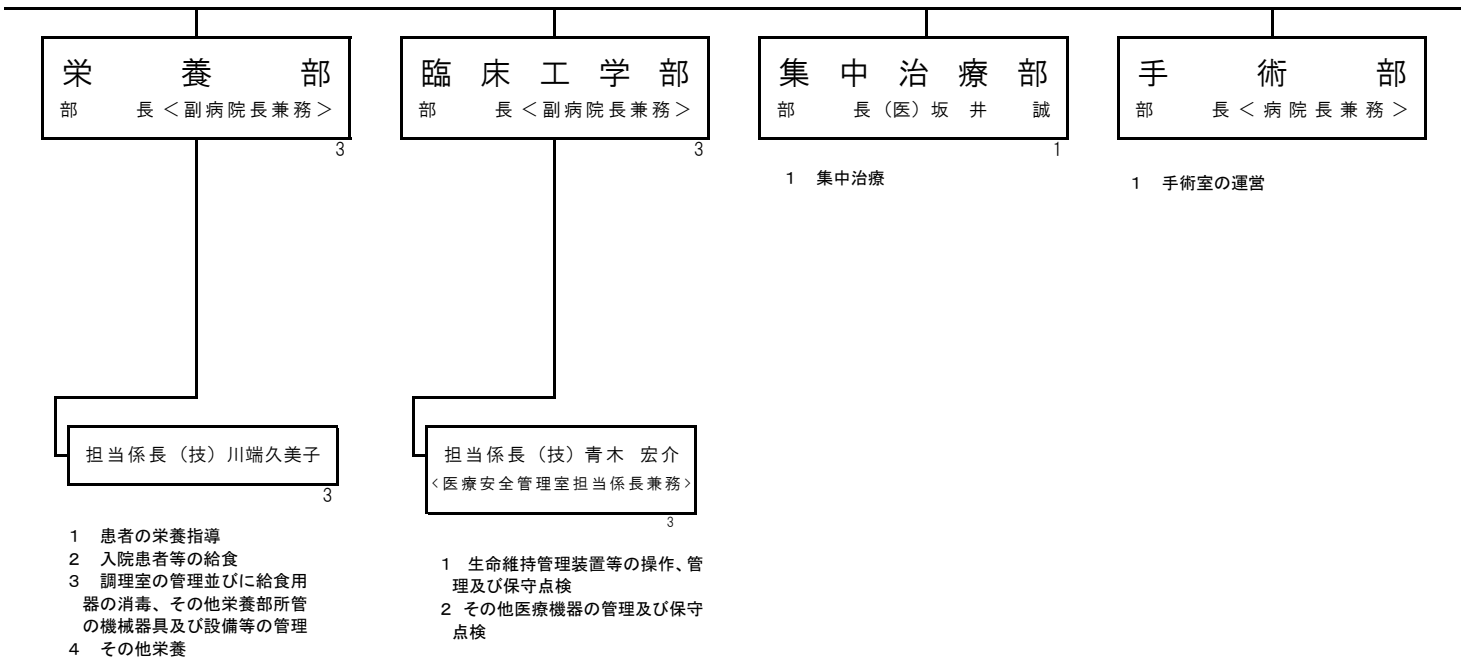 栄養部
部長<副病院長兼務>
3
臨床工学部
部長<副病院長兼務>
3
集中治療部
部長(医)坂井 誠
1
1 集中治療
手術部
部長<病院長兼務>
1 手術室の運営
担当係長(技)川端久美子
3
1 患者の栄養指導
2 入院患者等の給食
3 調理室の管理並びに給食用
器の消毒、その他栄養部所管
の機械器具及び設備等の管理
4 その他栄養
担当係長(技)青木 宏介
<医療安全管理室担当係長兼務>
3
1 生命維持管理装置等の操作、管
理及び保守点検
2 その他医療機器の管理及び保守
点検